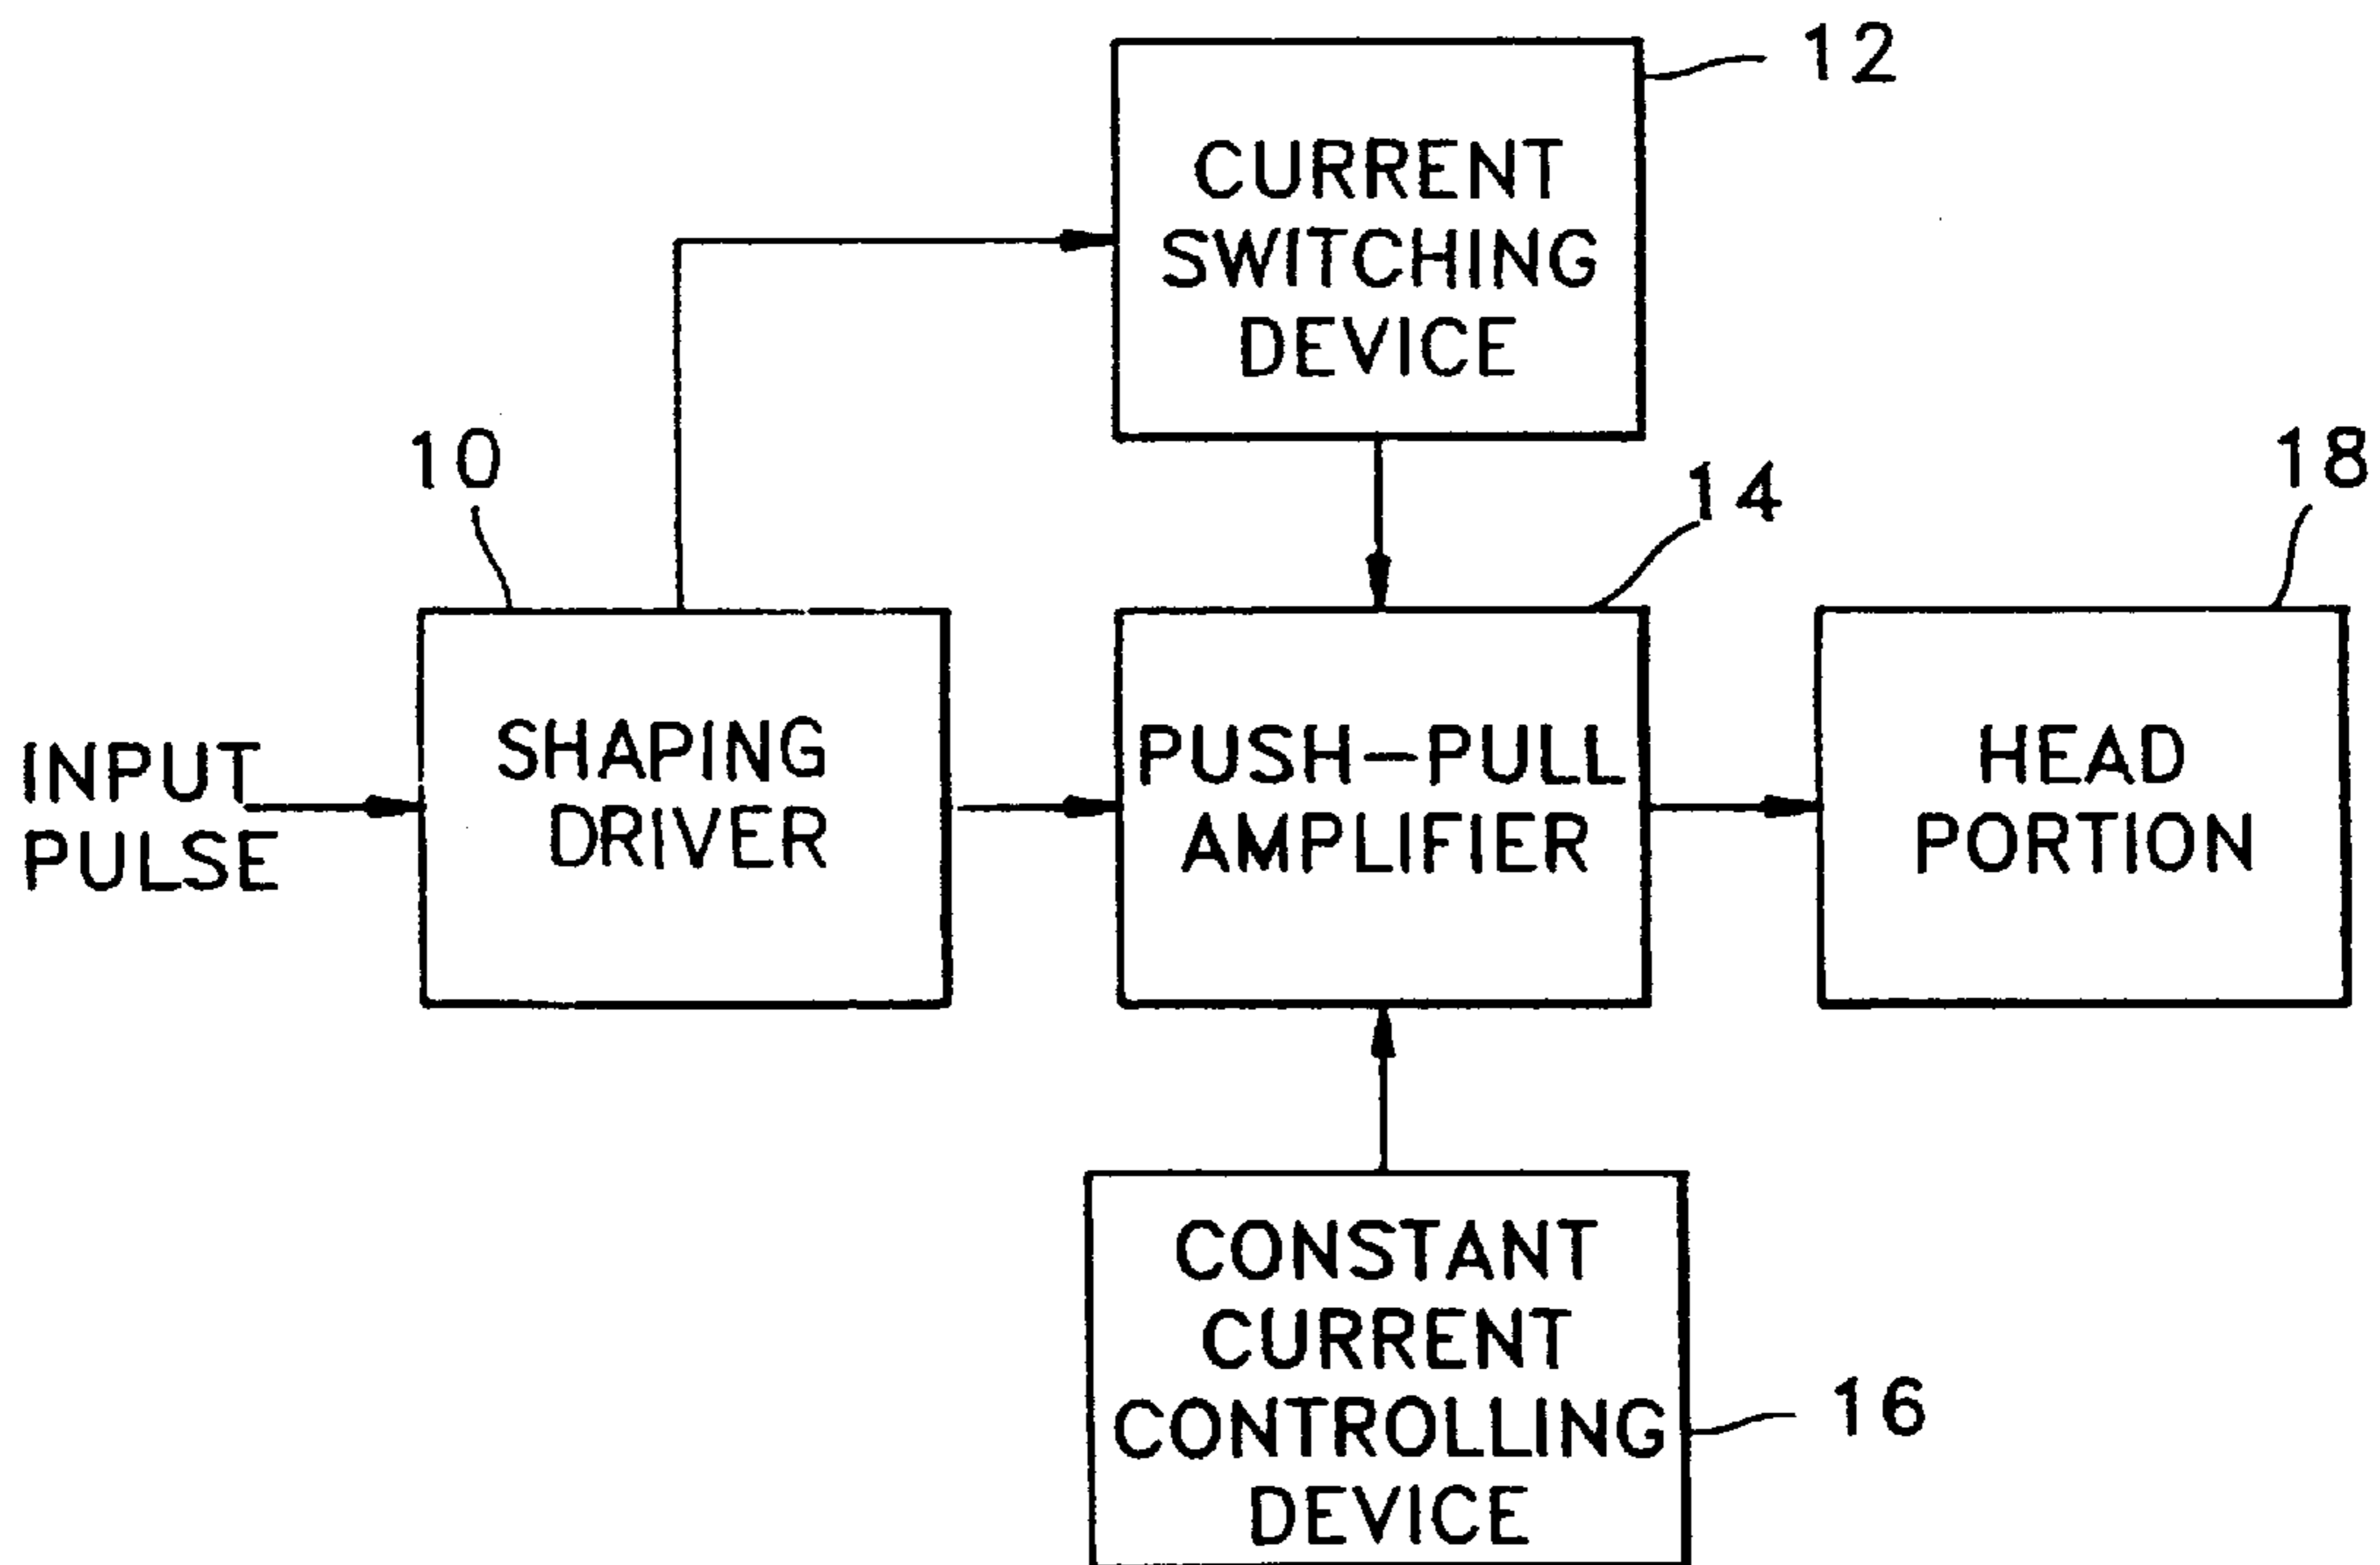 12
CURRENT
SWITCHING
DEVICE
10
14
18
INPUT
PULSE
SHAPING
DRIVER
PUSH-PULL
AMPLIFIER
HEAD
PORTION
CONSTANT
CURRENT
CONTROLLING
DEVICE
16